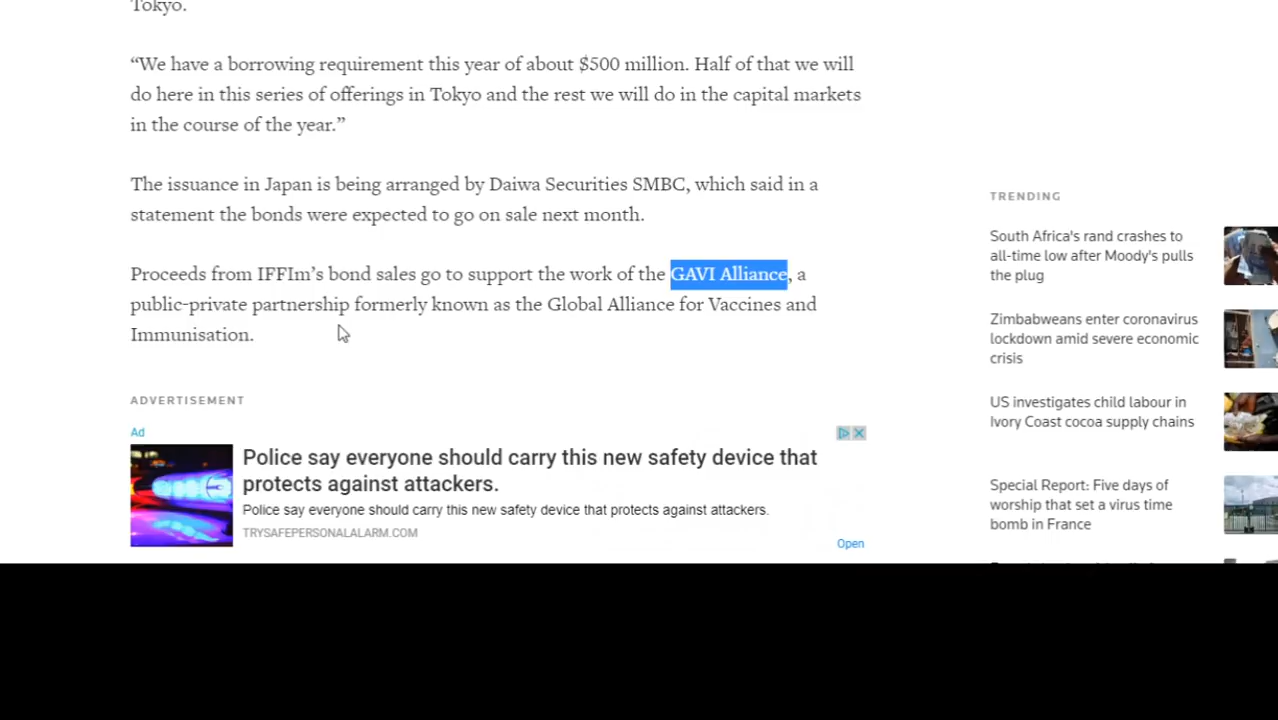 Tokyo.
“We have a borrowing requirement this year of about $500 million. Half of that we will
do here in this series of offerings in Tokyo and the rest we will do in the capital markets
in the course of the year.”
The issuance in Japan is being arranged by Daiwa Securities SMBC, which said in a
statement the bonds were expected to go on sale next month.
Proceeds from IFFIm’s bond sales go to support the work of the GAVI Alliance, a
public-private partnership formerly known as the Global Alliance for Vaccines and
Immunisation.
ADVERTISEMENT
Ad
Police say everyone should carry this new safety device that
protects against attackers.
Police say everyone should carry this new safety device that protects against attackers.
TRYSAFEPERSONALALARM.COM
Open
TRENDING
South Africa's rand crashes to
all-time low after Moody's pulls
the plug
Zimbabweans enter coronavirus
lockdown amid severe economic
crisis
US investigates child labour in
Ivory Coast cocoa supply chains
Special Report: Five days of
worship that set a virus time
bomb in France